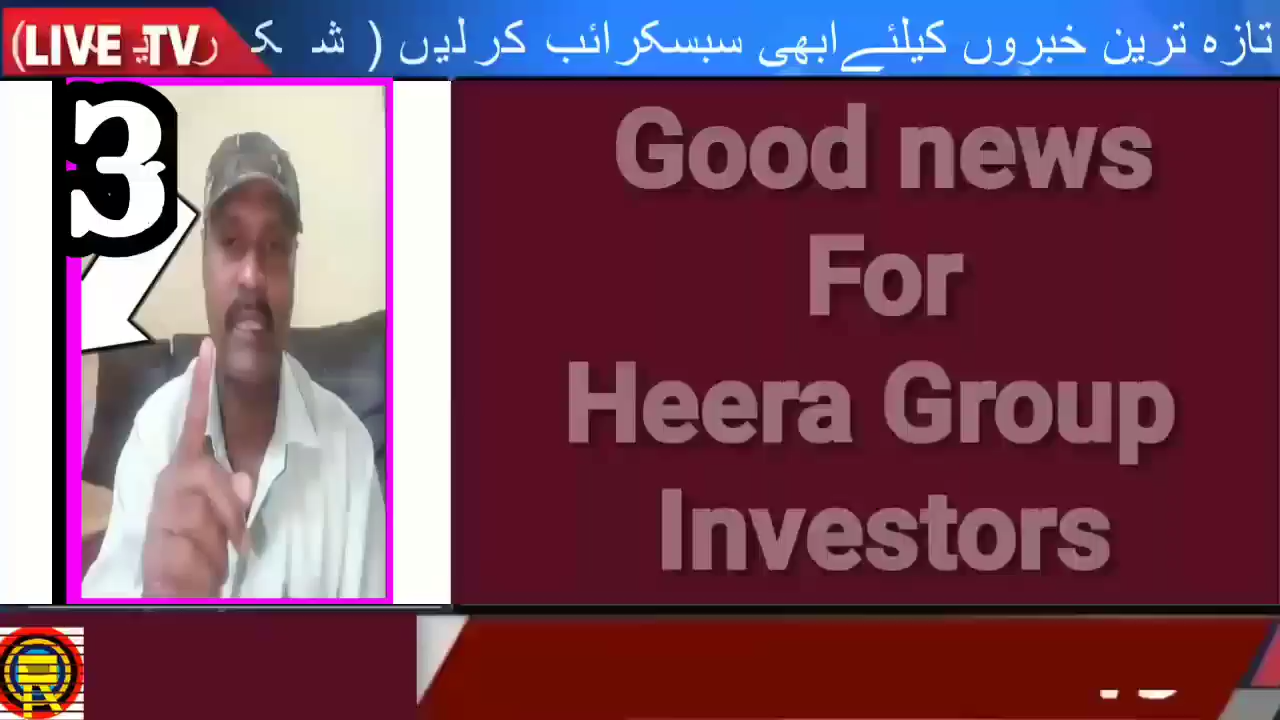 تازہ ترین خبروں کیلئے ابھی سبسکرائب کر لیں (
LIVE TV
3
Good news
For
Heera Group
Investors